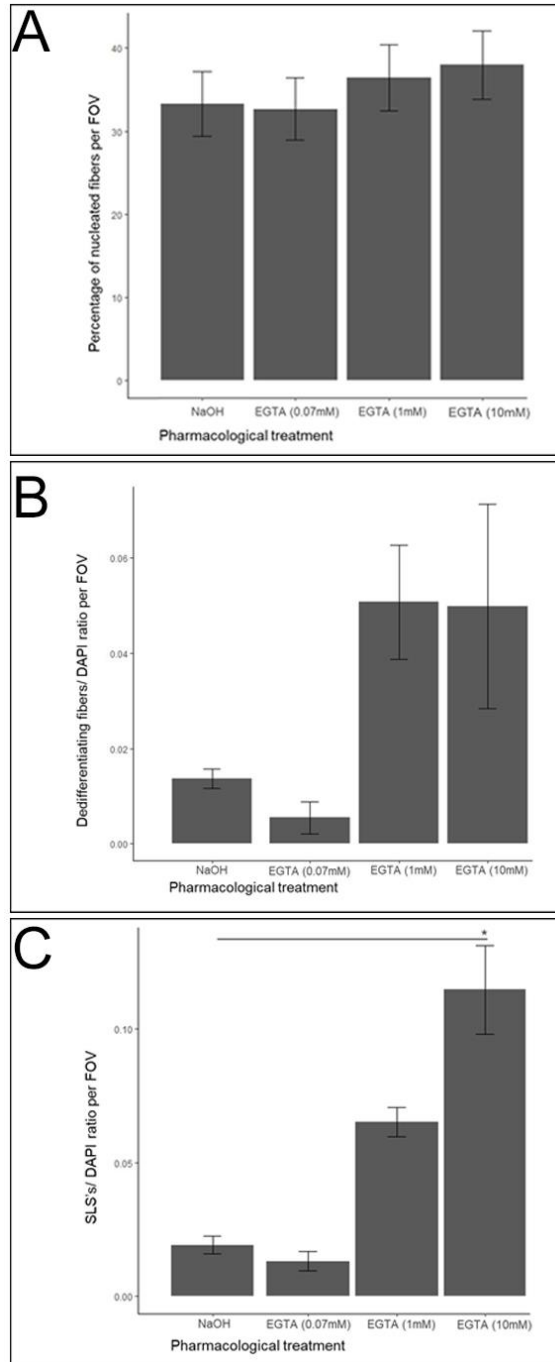 A
Percentage of nucleated fibers per FOV
40
30
20
10
0
NaOH EGTA (0.07mM) EGTA (1mM) EGTA (10mM)
Pharmacological treatment
B
Dedifferentiating fibers/ DAPI ratio per FOV
0.06
0.04
0.02
0.00
NaOH EGTA (0.07mM) EGTA (1mM) EGTA (10mM)
Pharmacological treatment
C
SLS's/ DAPI ratio per FOV
*
0.10
0.05
0.00
NaOH EGTA (0.07mM) EGTA (1mM) EGTA (10mM)
Pharmacological treatment